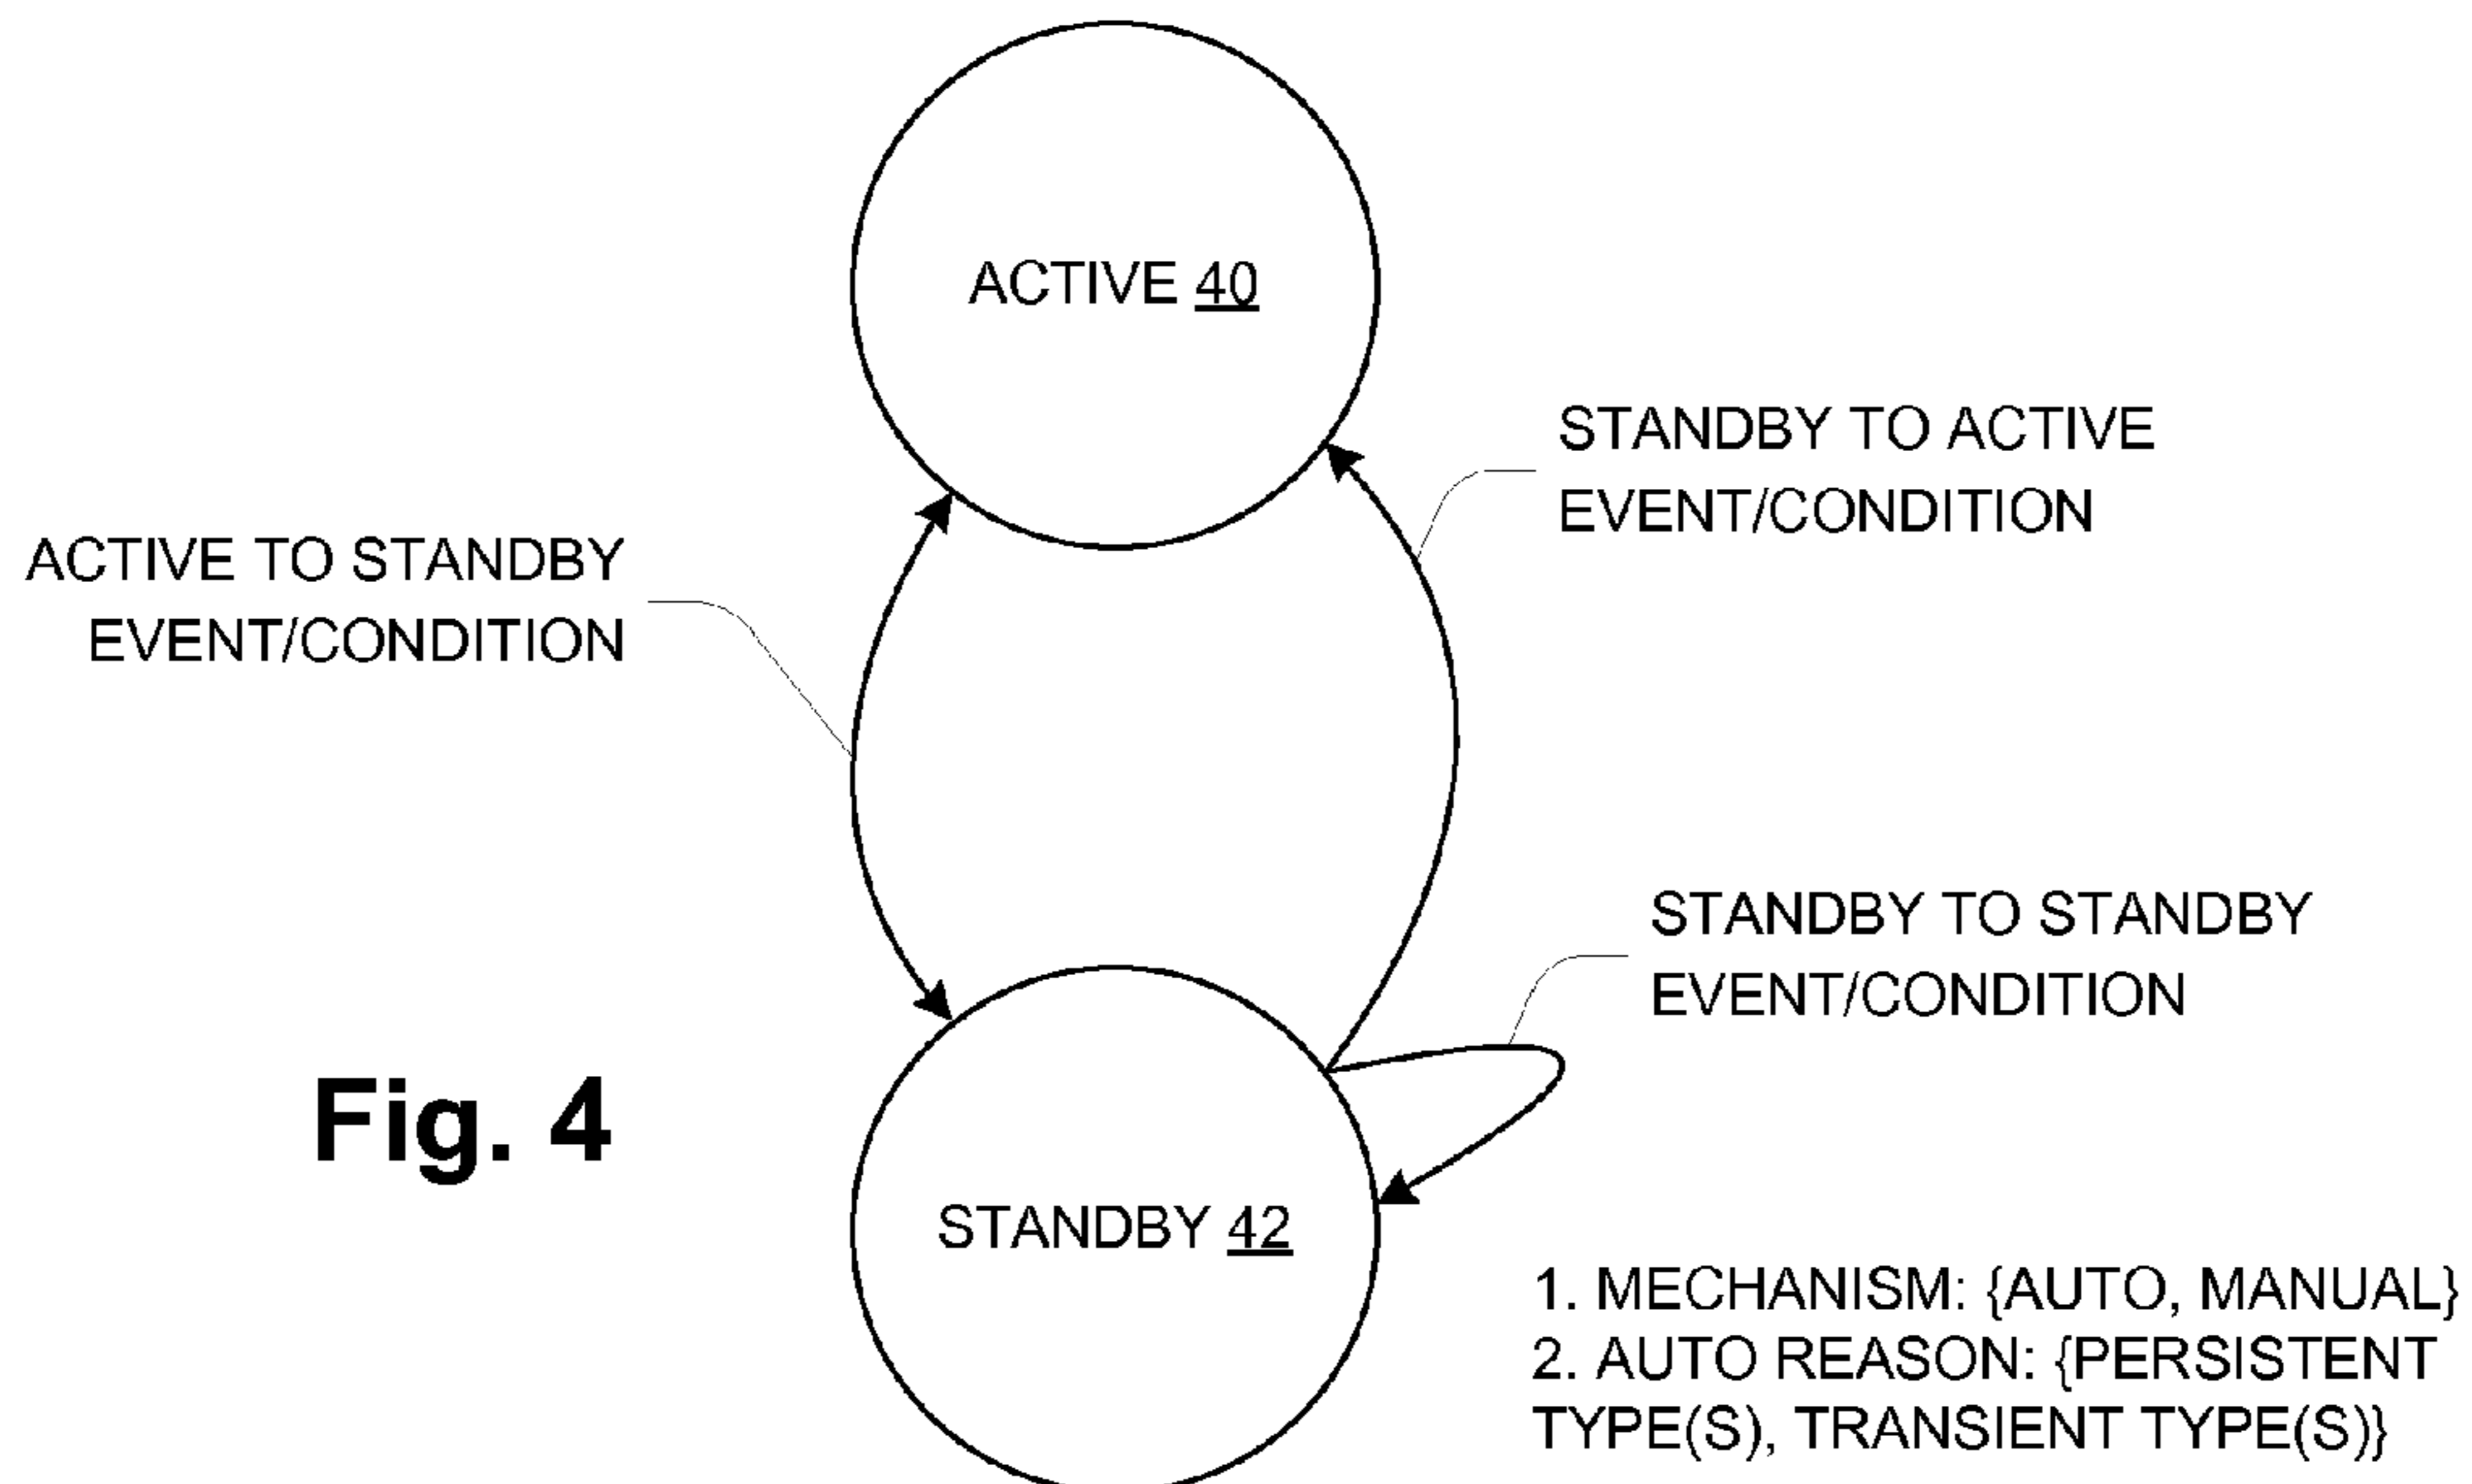 ACTIVE 40
STANDBY TO ACTIVE
EVENT/CONDITION
ACTIVE TO STANDBY
EVENT/CONDITION
STANDBY TO STANDBY
EVENT/CONDITION
Fig. 4
STANDBY 42
1. MECHANISM: {AUTO, MANUAL}
2. AUTO REASON: {PERSISTENT
TYPE(S), TRANSIENT TYPE(S)}